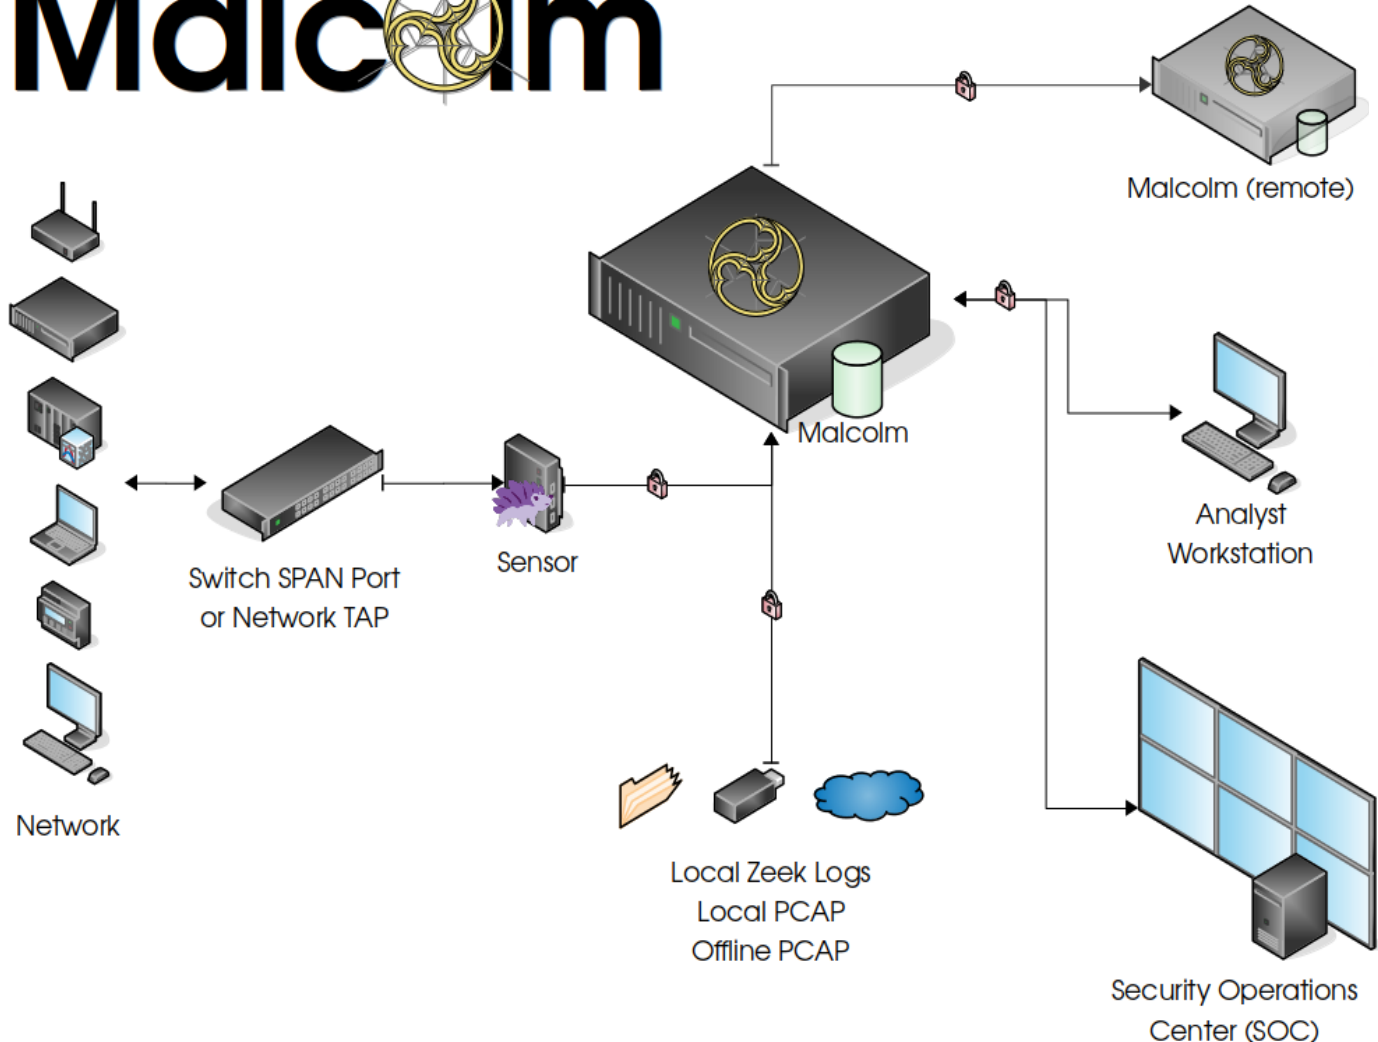 Malcolm
Malcolm (remote)
Malcolm
Switch SPAN Port
or Network TAP
Sensor
Analyst
Workstation
Network
Local Zeek Logs
Local PCAP
Offline PCAP
Security Operations
Center (SOC)